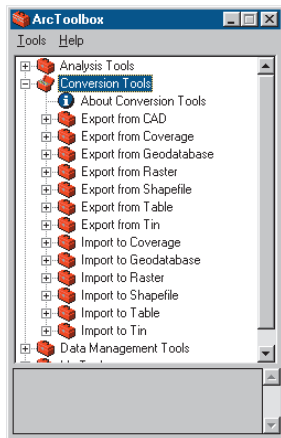 ArcToolbox
Tools Help
Analysis Tools
Conversion Tools
About Conversion Tools
Export from CAD
Export from Coverage
Export from Geodatabase
Export from Raster
Export from Shapefile
Export from Table
Export from Tin
Import to Coverage
Import to Geodatabase
Import to Raster
Import to Shapefile
Import to Table
Import to Tin
Data Management Tools